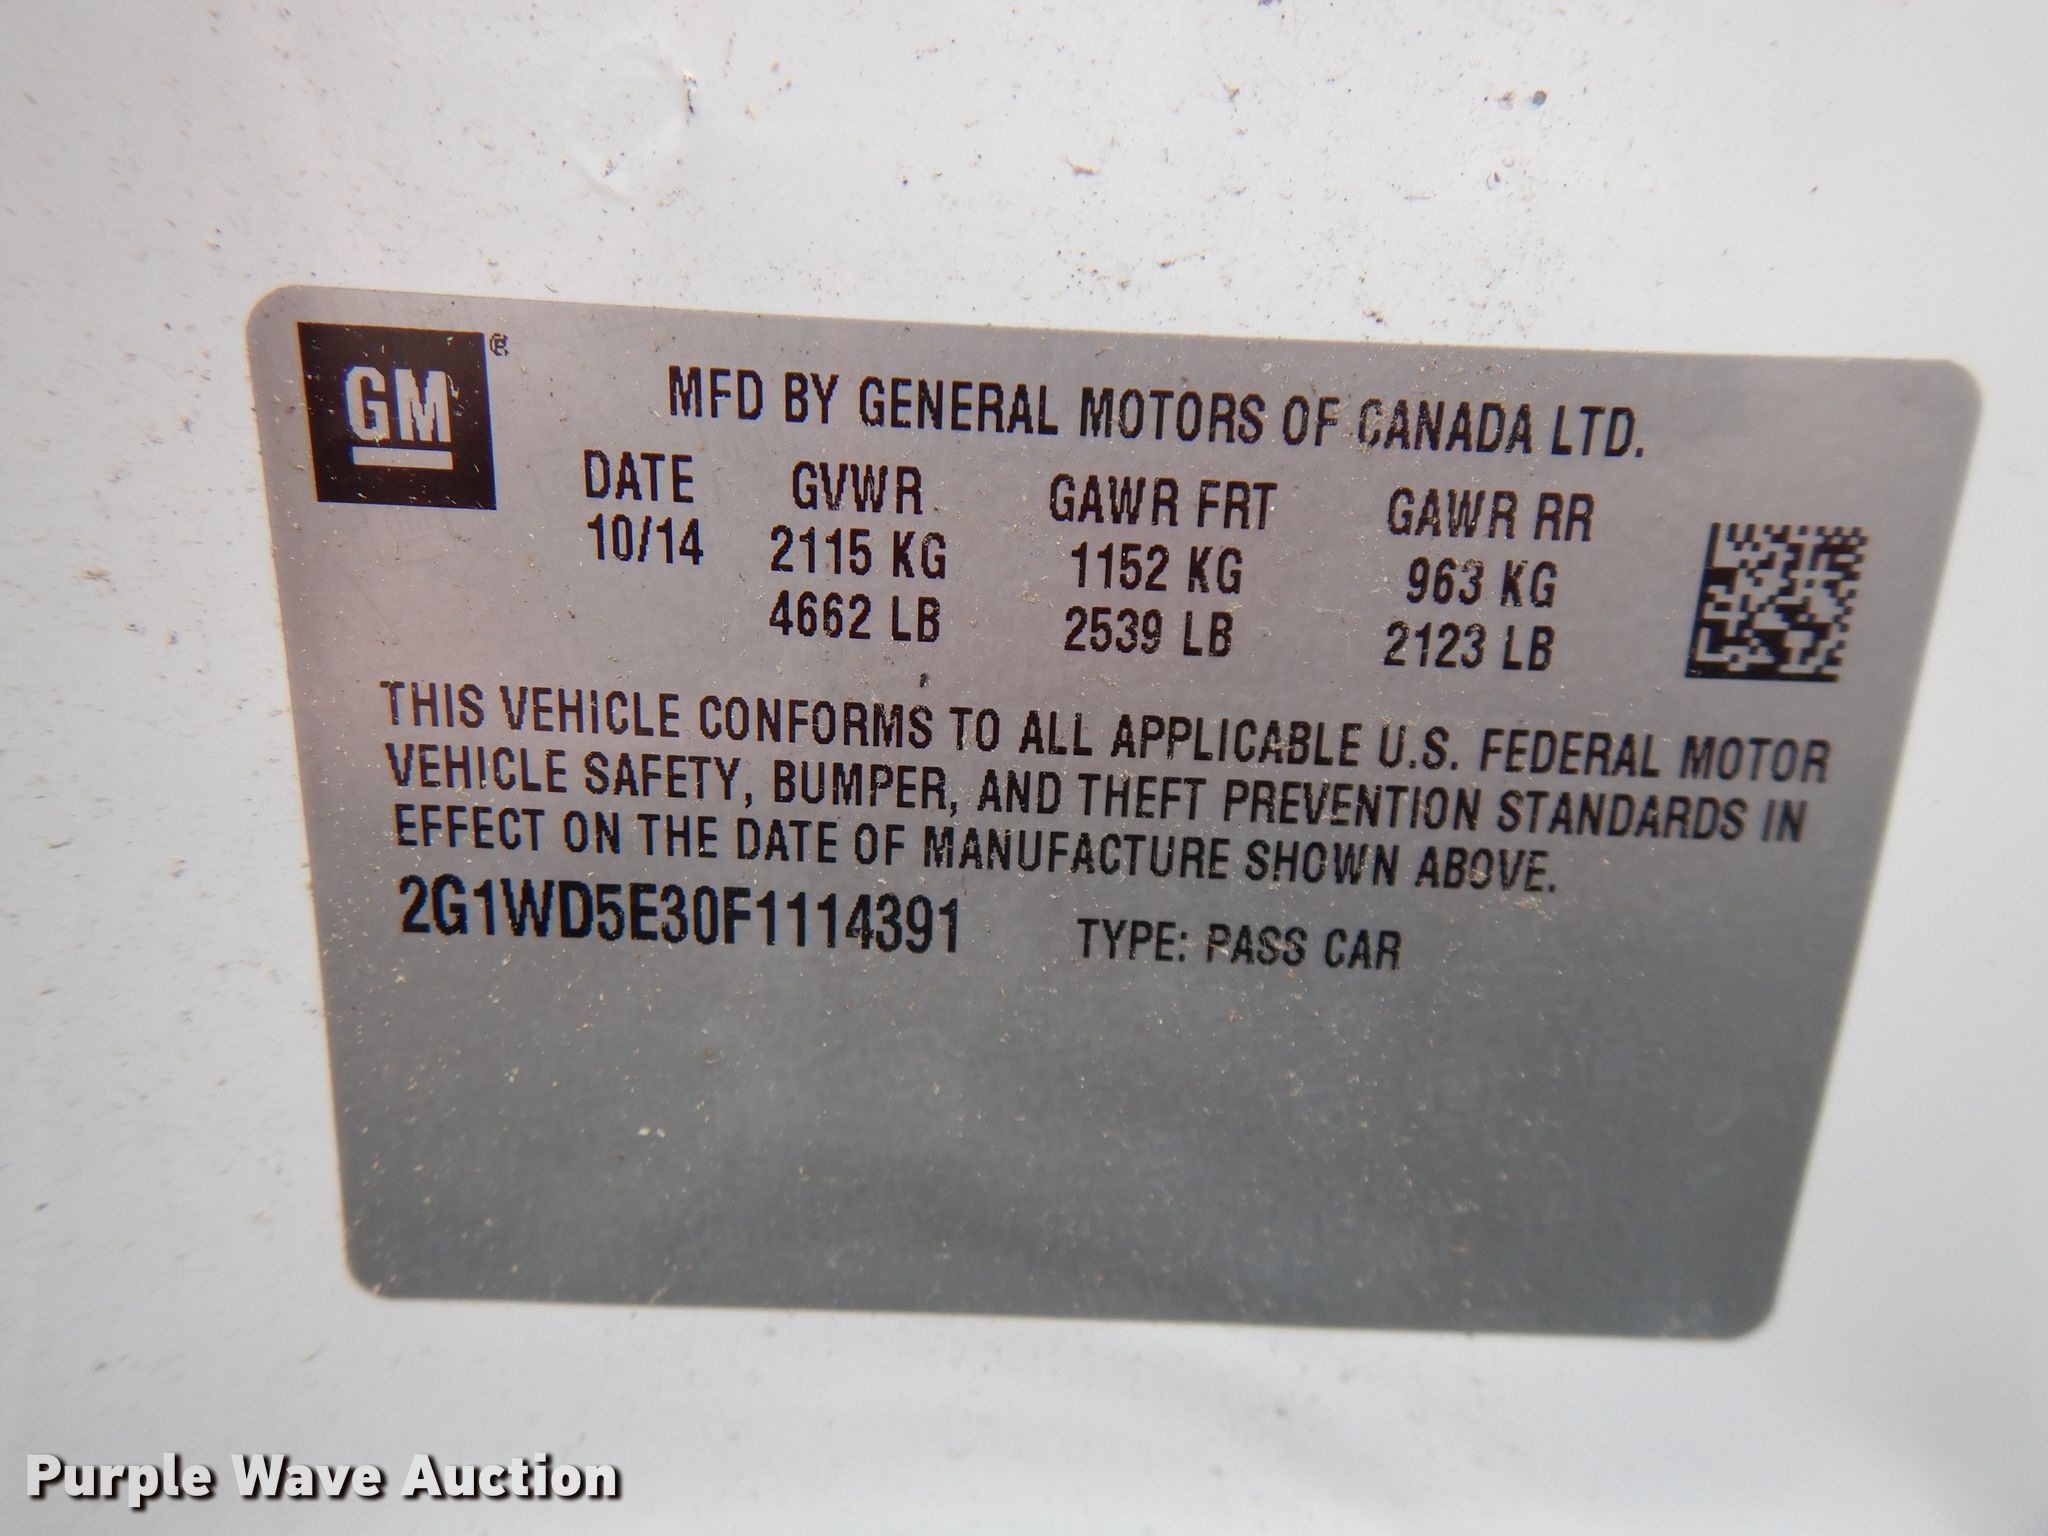 GM ®
MFD BY GENERAL MOTORS OF CANADA LTD.
DATE GVWR GAWR FRT GAWR RR
10/14 2115 KG 1152 KG 963 KG
4662 LB 2539 LB 2123 LB
THIS VEHICLE CONFORMS TO ALL APPLICABLE U.S. FEDERAL MOTOR
VEHICLE SAFETY, BUMPER, AND THEFT PREVENTION STANDARDS IN
EFFECT ON THE DATE OF MANUFACTURE SHOWN ABOVE.
2G1WD5E30F1114391 TYPE: PASS CAR
Purple Wave Auction